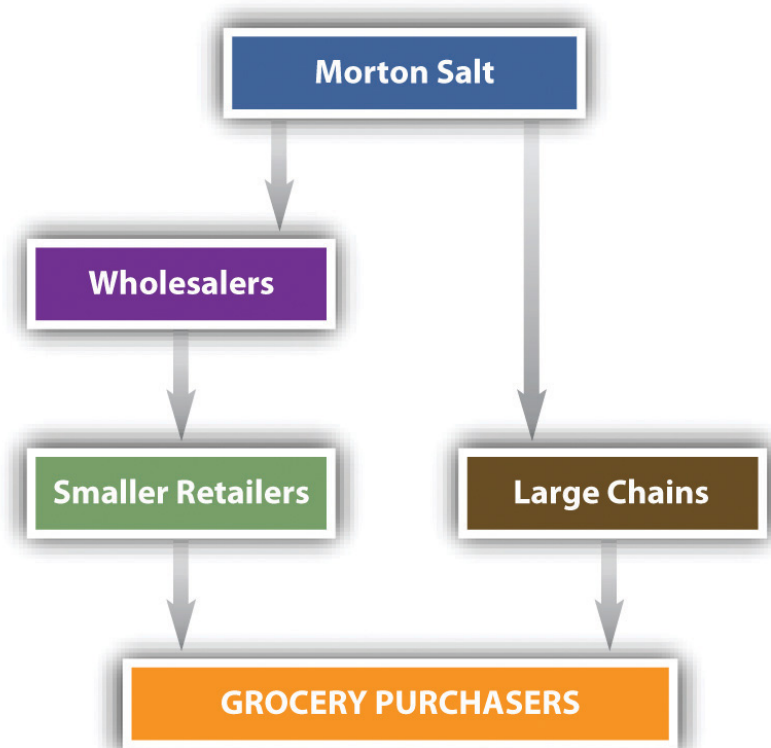 Morton Salt
Wholesalers
Smaller Retailers
Large Chains
GROCERY PURCHASERS